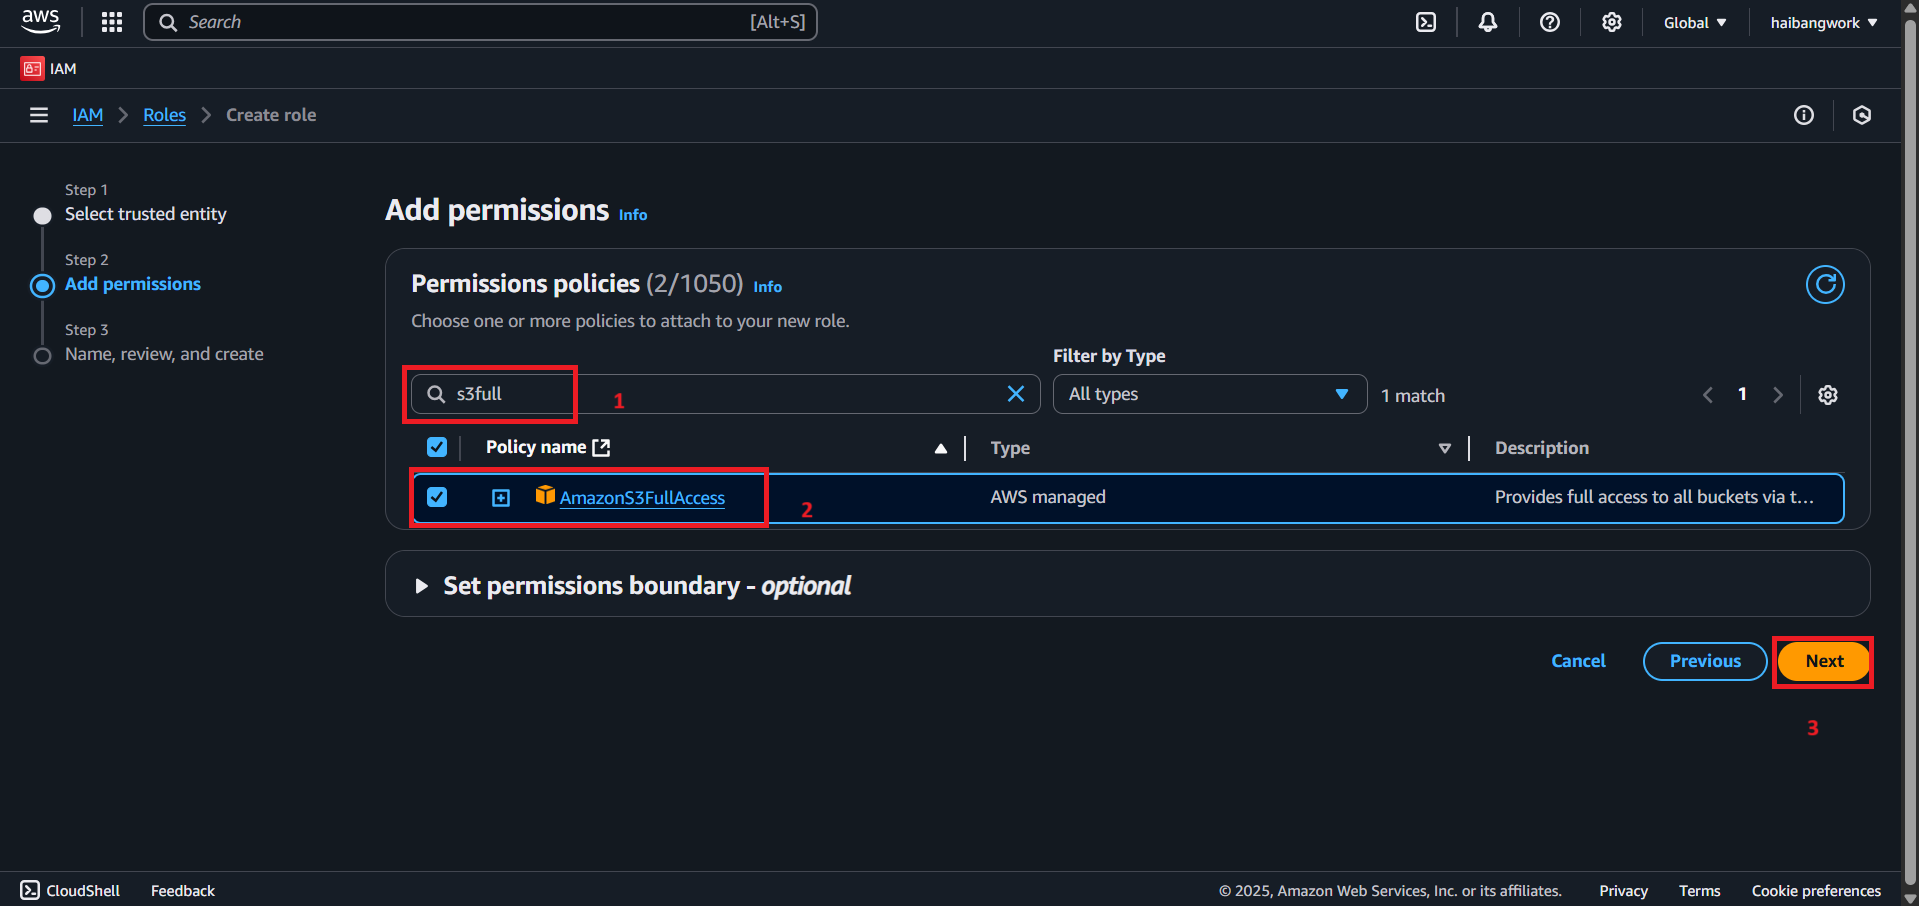 aws
Search [Alt+S]
Global
haibangwork
IAM
IAM Roles Create role
Step 1
Select trusted entity
Step 2
Add permissions
Step 3
Name, review, and create
Add permissions Info
Permissions policies (2/1050) Info
Choose one or more policies to attach to your new role.
Filter by Type
s3full
1
All types
1 match
1
Policy name Type Description
AmazonS3FullAccess AWS managed Provides full access to all buckets via t...
2
Set permissions boundary - optional
Cancel Previous Next
3
CloudShell Feedback © 2025, Amazon Web Services, Inc. or its affiliates. Privacy Terms Cookie preferences